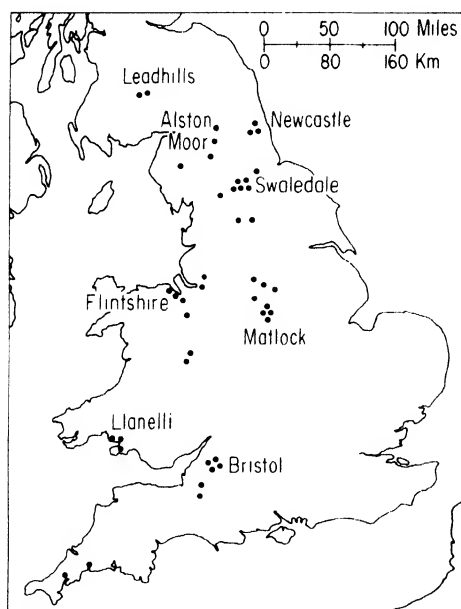 0 50 100 Miles
0 80 160 Km
Leadhills
Alston
Moor
Newcastle
Swaledale
Flintshire
Matlock
Llanelli
Bristol